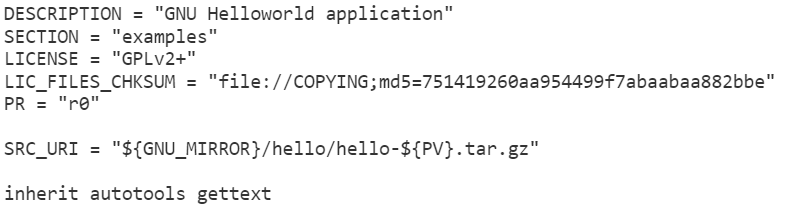 DESCRIPTION = "GNU Helloworld application"
SECTION = "examples"
LICENSE = "GPLv2+"
LIC_FILES_CHKSUM = "file://COPYING;md5=751419260aa954499f7abaabaa882bbe"
PR = "r0"

SRC_URI = "${GNU_MIRROR}/hello/hello-${PV}.tar.gz"

inherit autotools gettext